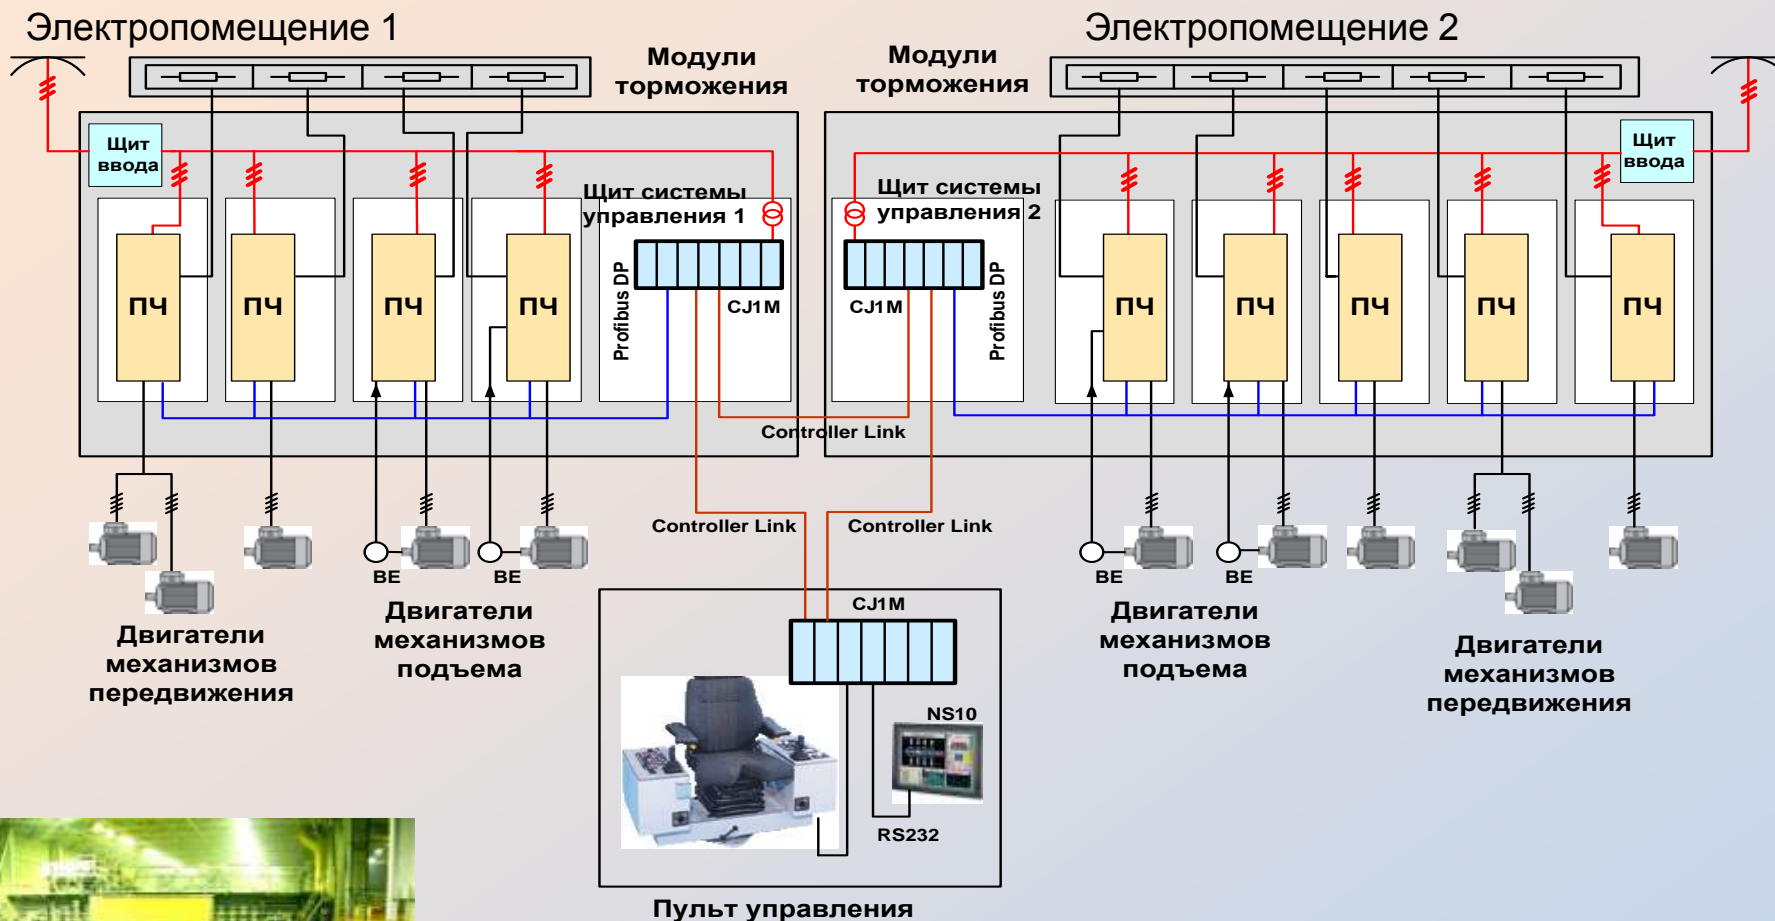 Электропомещение 1
Электропомещение 2
Модули
торможения
Модули
торможения
Щит
ввода
Щит
ввода
Щит системы
управления 1
Щит системы
управления 2
ПЧ
ПЧ
ПЧ
ПЧ
Profibus DP
CJ1M
CJ1M
Profibus DP
ПЧ
ПЧ
ПЧ
ПЧ
ПЧ
Controller Link
Controller Link
Controller Link
BE
BE
BE
BE
Двигатели
механизмов
передвижения
Двигатели
механизмов
подъема
Двигатели
механизмов
подъема
Двигатели
механизмов
передвижения
CJ1M
NS10
RS232
Пульт управления